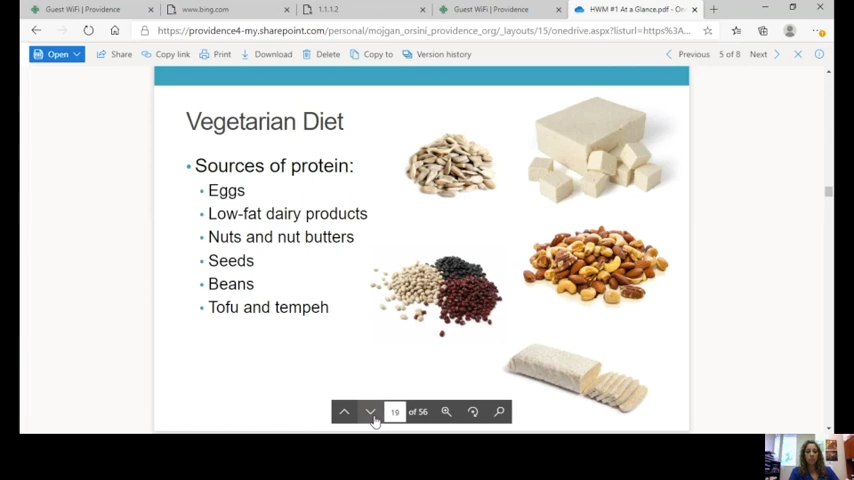 Guest WiFi | Providence
www.bing.com
1.1.1.2
Guest WiFi | Providence
HWM #1 At a Glance.pdf - On
https://providence4-my.sharepoint.com/personal/mojgan_orsini_providence_org/_layouts/15/onedrive.aspx?listurl=https%3A...
Open
Share
Copy link
Print
Download
Delete
Copy to
Version history
Previous
5 of 8
Next
Vegetarian Diet
• Sources of protein:
• Eggs
• Low-fat dairy products
• Nuts and nut butters
• Seeds
• Beans
• Tofu and tempeh
19 of 56